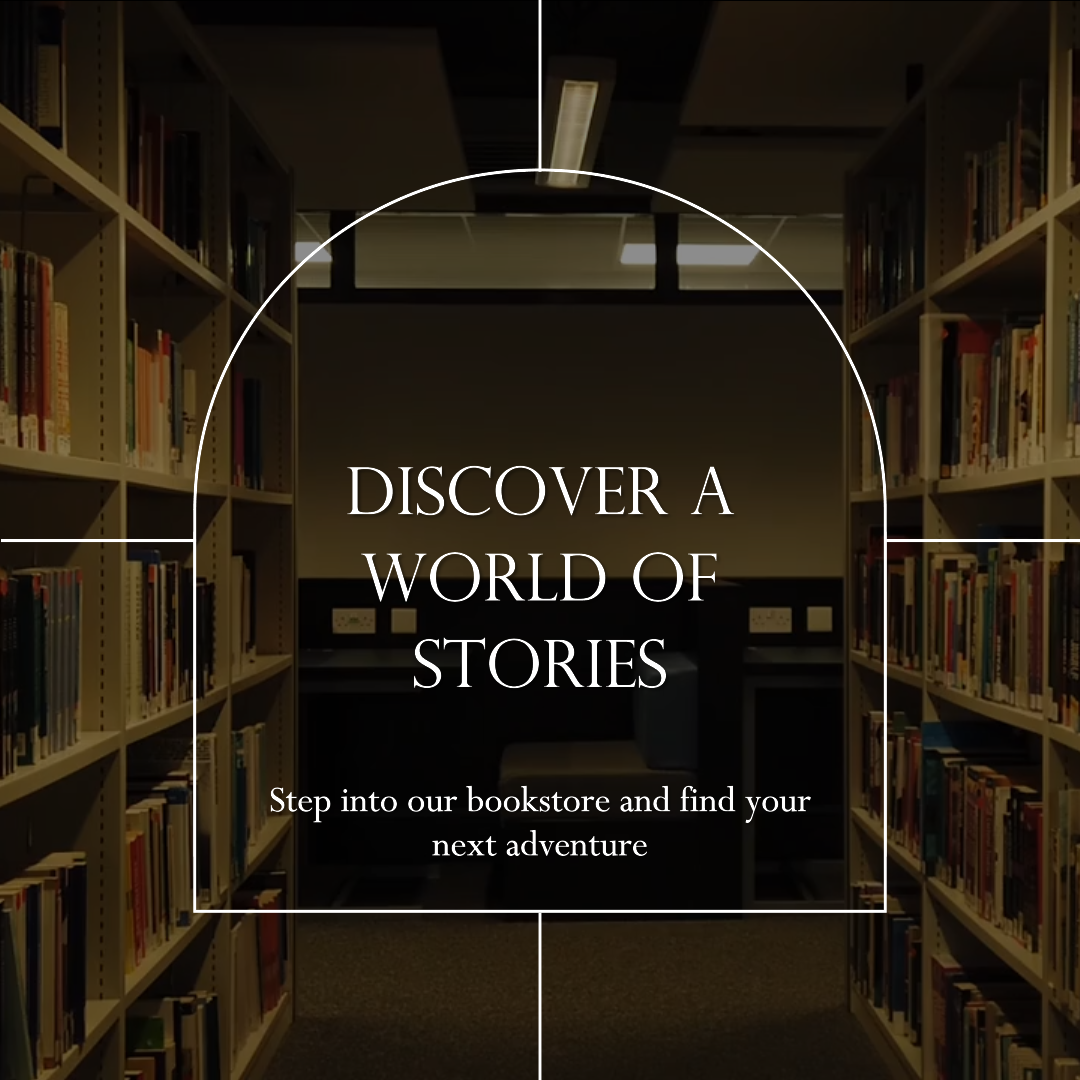 DISCOVER A
WORLD OF
STORIES
Step into our bookstore and find your
next adventure